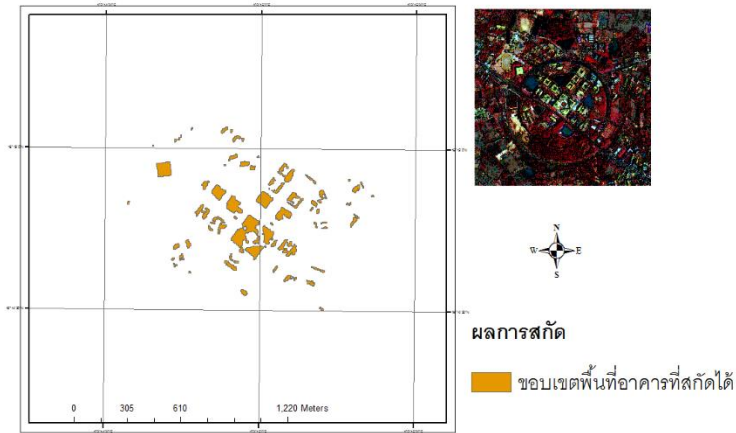 0 305 610 1,220 Meters
N
W E
S
ผลการสกัด
ขอบเขตพื้นที่อาคารที่สกัดได้